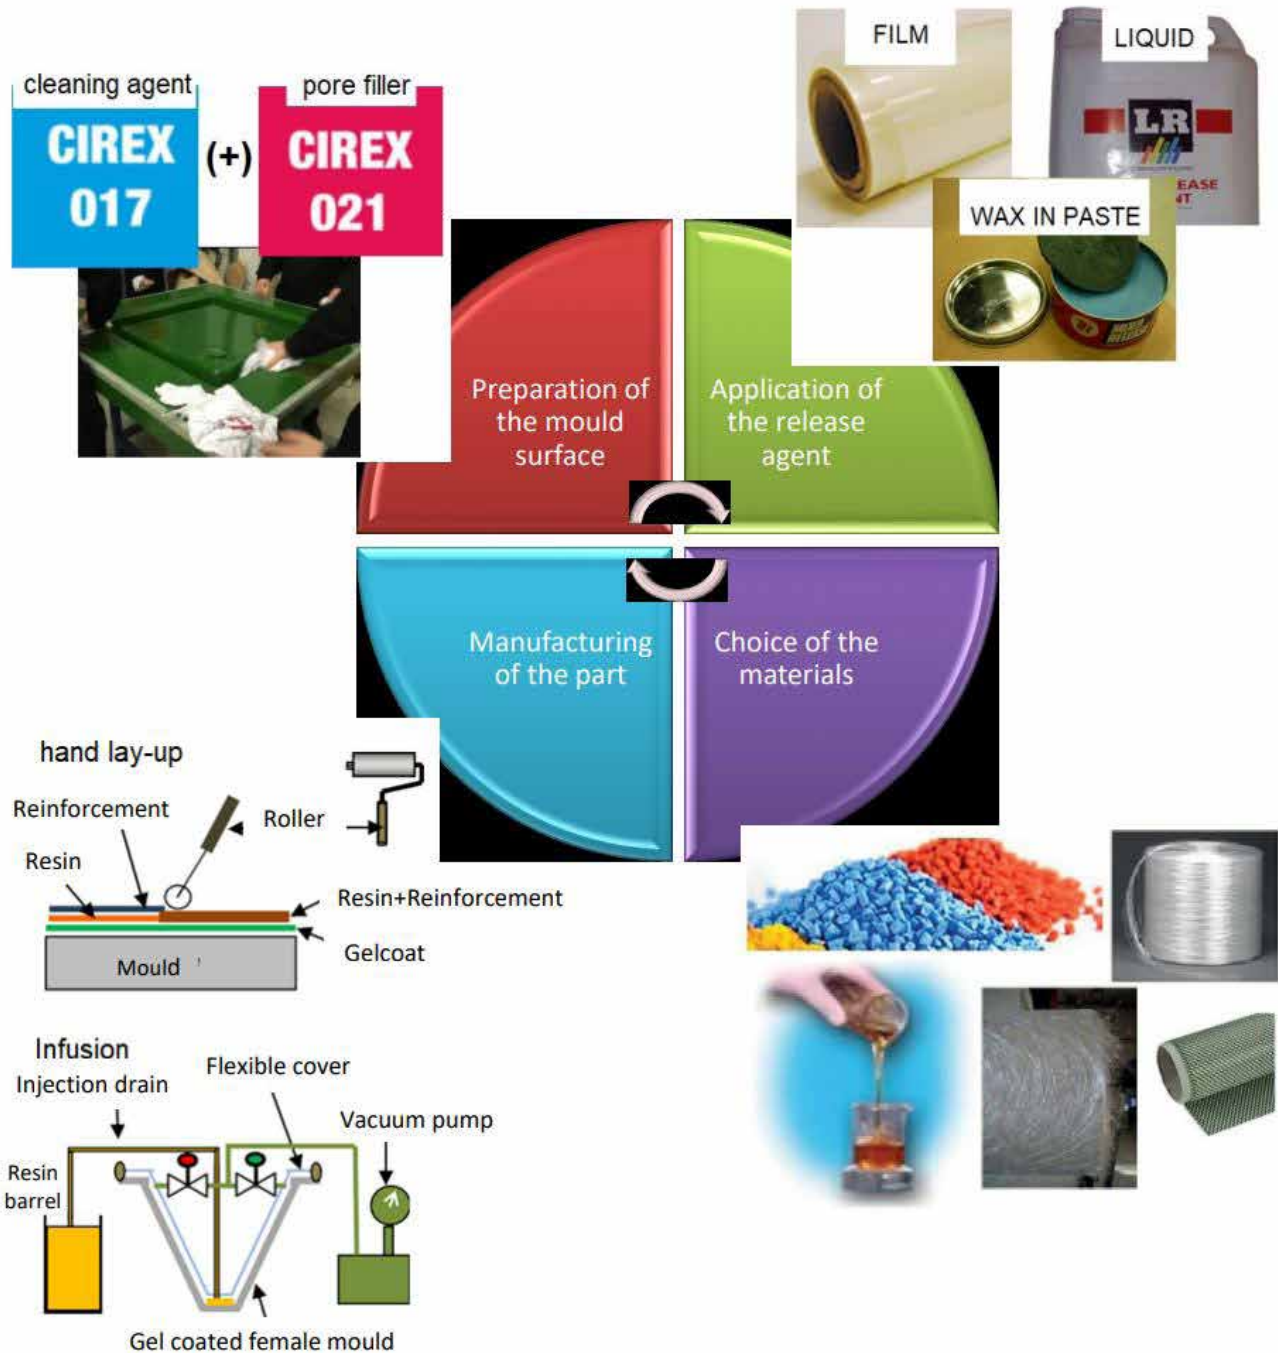 cleaning agent
CIREX
017
(+)
pore filler
CIREX
021
FILM
LIQUID
LR
EASE
NT
WAX IN PASTE
Preparation of
the mould
surface
Application of
the release
agent
Manufacturing
of the part
Choice of the
materials
hand lay-up
Reinforcement
Roller
Resin
Resin+Reinforcement
Gelcoat
Mould
Infusion
Injection drain
Flexible cover
Vacuum pump
Resin
barrel
Gel coated female mould